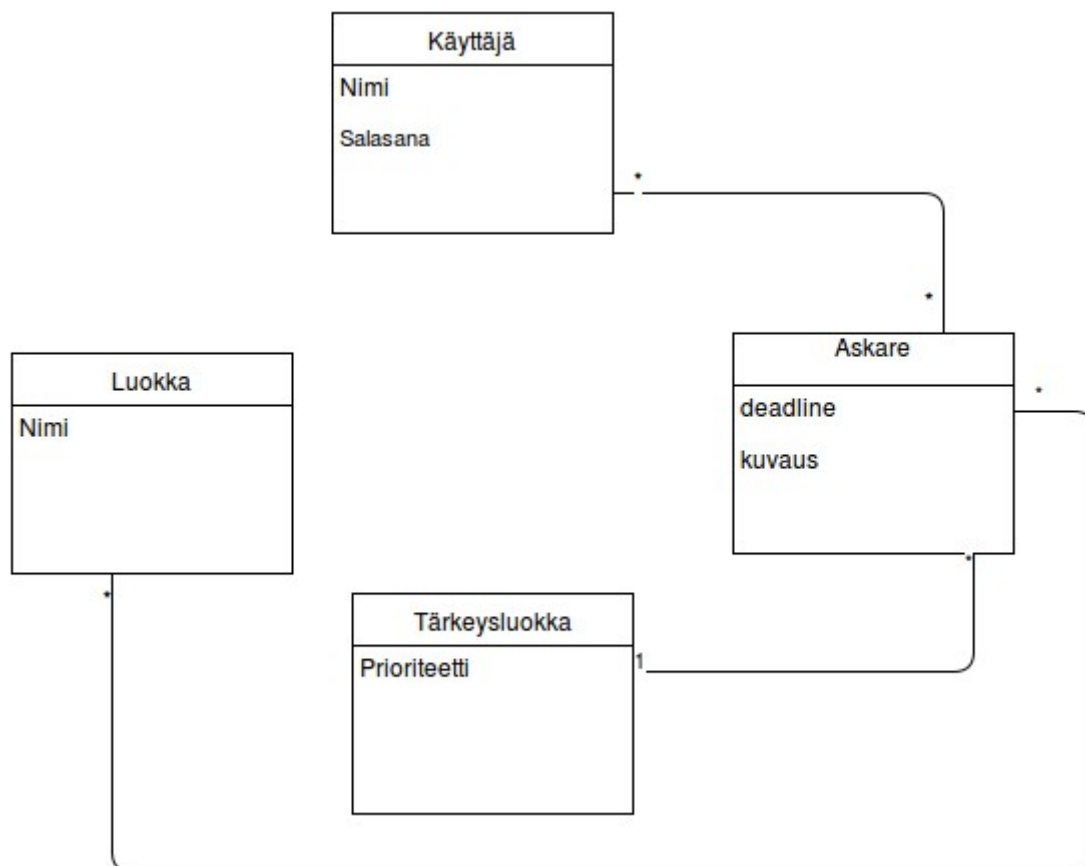 Käyttäjä
Nimi
Salasana
*
*
Askare
deadline
kuvaus
*
*
Luokka
Nimi
*
Tärkeysluokka
Prioriteetti
1